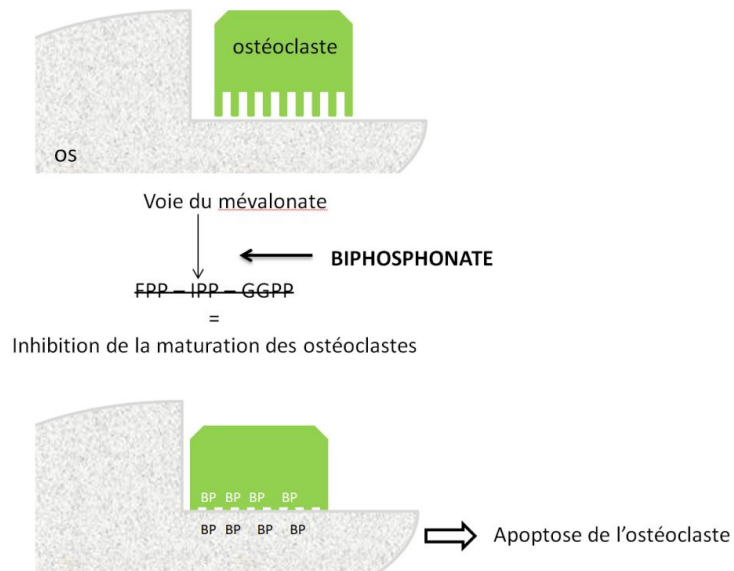 ostéoclaste
os
Voie du mévalonate
BIPHOSPHONATE
FPP – IPP – GGPP
=
Inhibition de la maturation des ostéoclastes
BP BP BP BP
BP BP BP BP
Apoptose de l'ostéoclaste